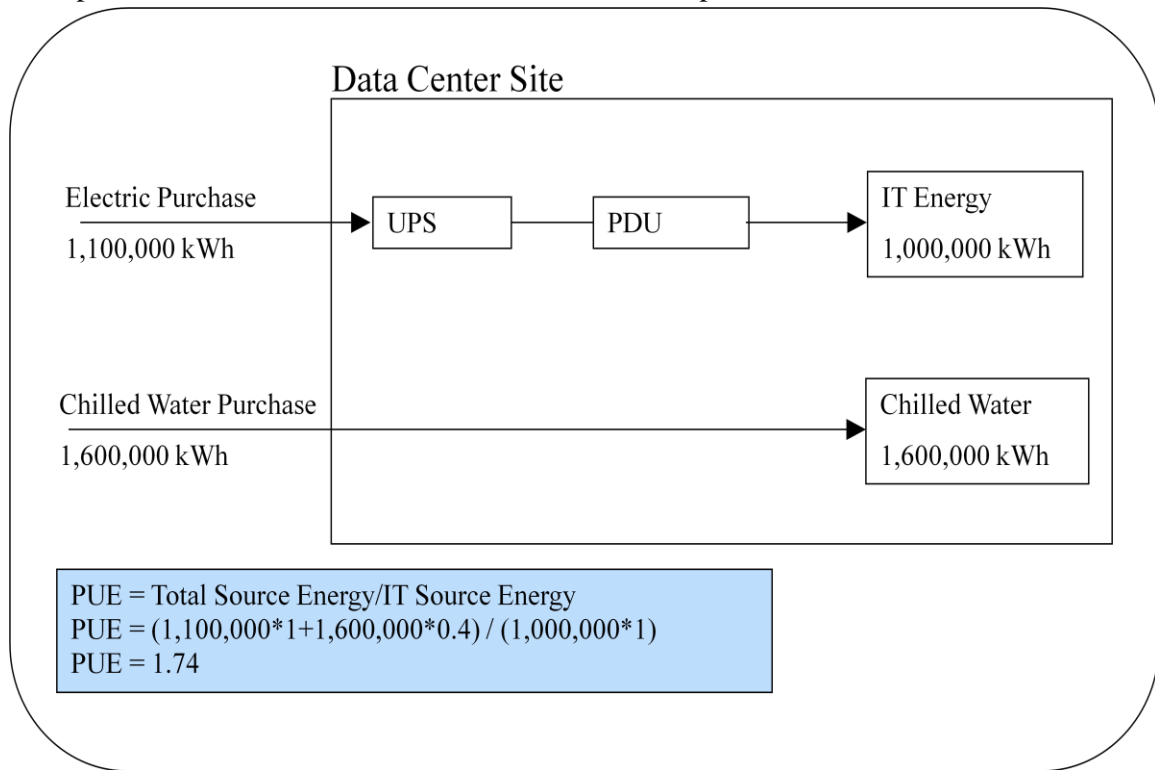 Data Center Site
Electric Purchase
1,100,000 kWh
UPS
PDU
IT Energy
1,000,000 kWh
Chilled Water Purchase
1,600,000 kWh
Chilled Water
1,600,000 kWh
PUE = Total Source Energy/IT Source Energy
PUE = (1,100,000*1+1,600,000*0.4) / (1,000,000*1)
PUE = 1.74